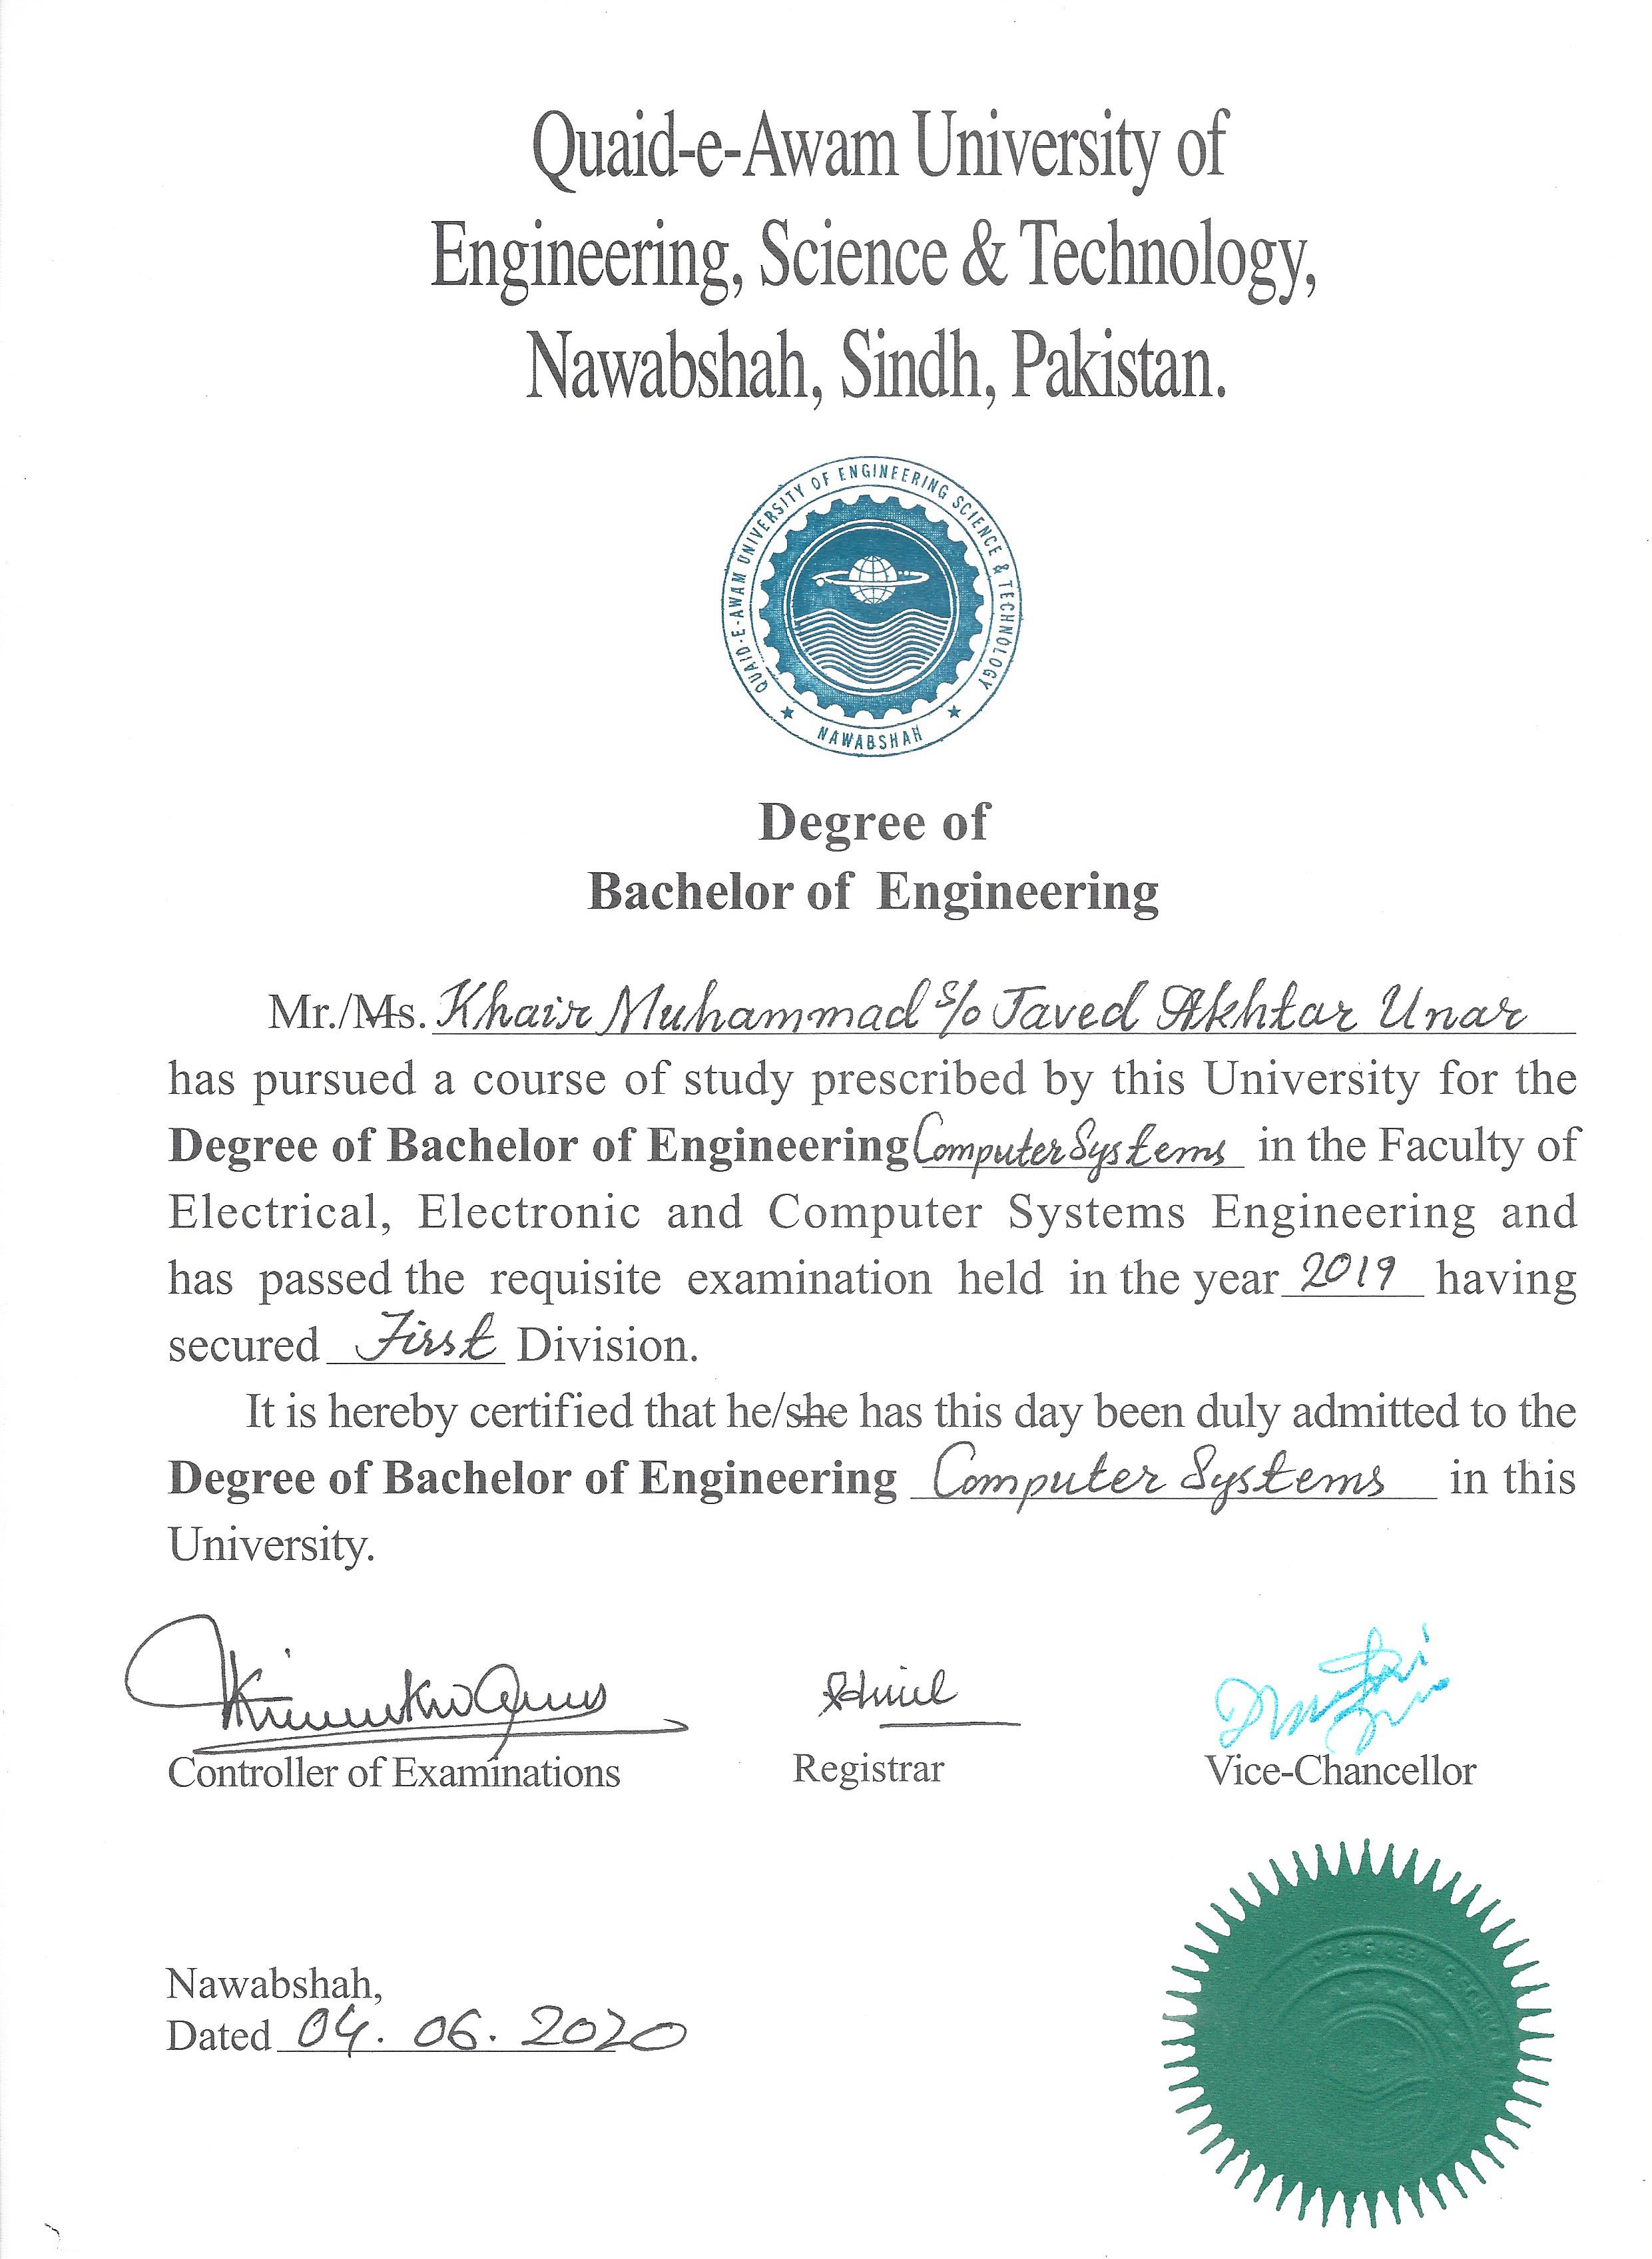 Quaid-e-Awam University of
Engineering, Science & Technology,
Nawabshah, Sindh, Pakistan.
QUAID-E-AWAM UNIVERSITY OF ENGINEERING SCIENCE & TECHNOLOGY
★ NAWABSHAH ★
Degree of
Bachelor of Engineering
Mr./Ms. Khair Muhammad s/o Javed Akhtar Unar
has pursued a course of study prescribed by this University for the
Degree of Bachelor of Engineering Computer Systems in the Faculty of
Electrical, Electronic and Computer Systems Engineering and
has passed the requisite examination held in the year 2019 having
secured First Division.
It is hereby certified that he/she has this day been duly admitted to the
Degree of Bachelor of Engineering Computer Systems in this
University.
Controller of Examinations Registrar Vice-Chancellor
Nawabshah,
Dated 04.06.2020
OF ENGINEERING SCIENCE